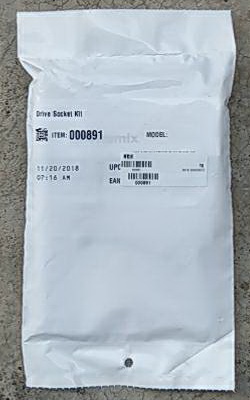 Drive Socket Kit
ITEM: 000891 MODEL:
11/20/2018 UPC
07:16 AM
EAN 000891